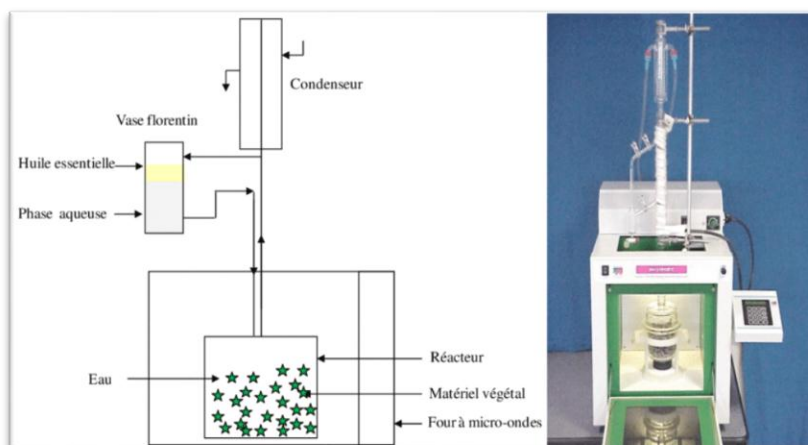 Condenseur
Vase florentin
Huile essentielle
Phase aqueuse
Réacteur
Eau
Matériel végétal
Four à micro-ondes